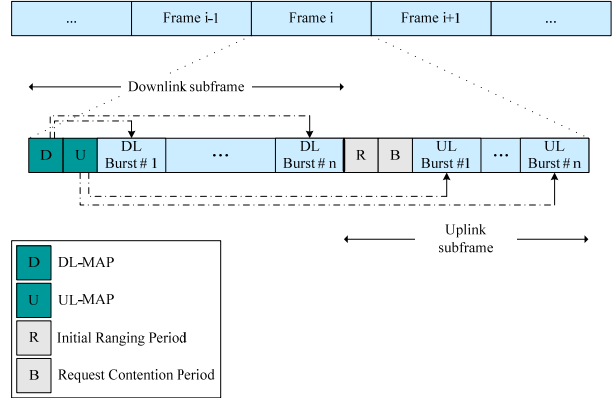 ... Frame i-1 Frame i Frame i+1 ...
Downlink subframe
D U DL Burst # 1 ... DL Burst # n R B UL Burst #1 ... UL Burst # n
Uplink
subframe
D DL-MAP
U UL-MAP
R Initial Ranging Period
B Request Contention Period